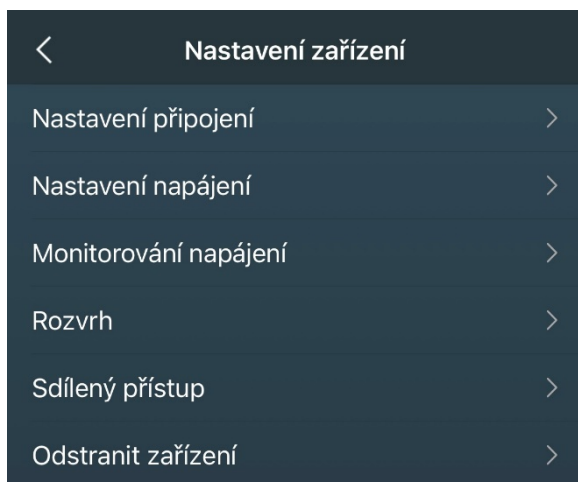 Nastavení zařízení
Nastavení připojení
Nastavení napájení
Monitorování napájení
Rozvrh
Sdílený přístup
Odstranit zařízení